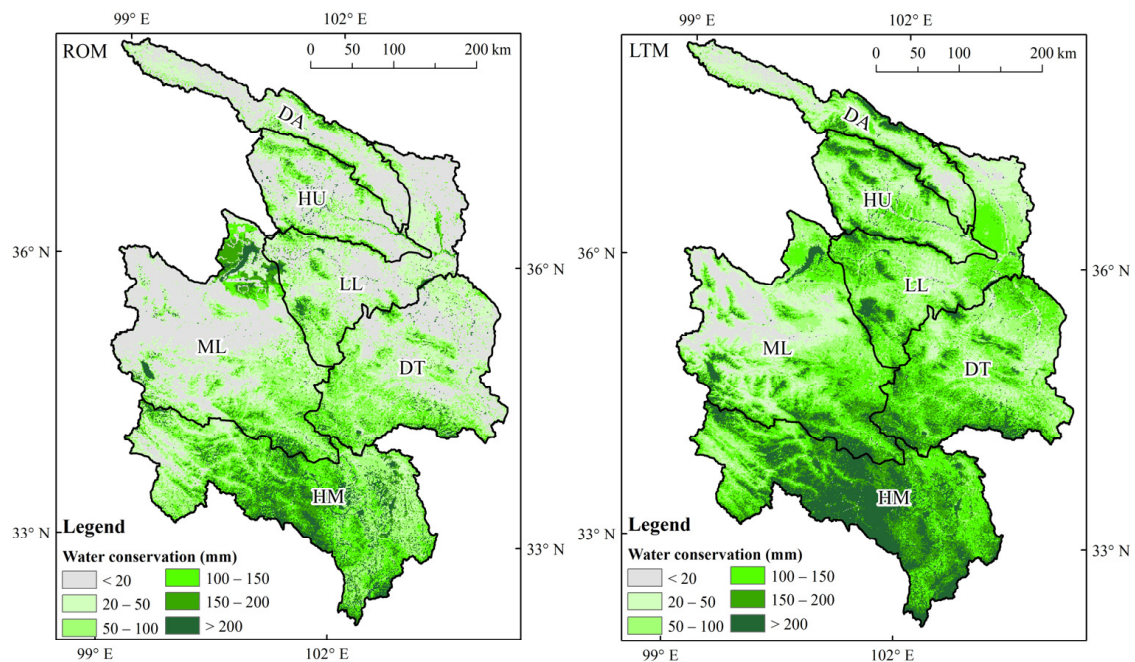 99° E
102° E
ROM
0 50 100 200 km
DA
HU
36° N
36° N
LL
ML
DT
HM
33° N
33° N
Legend
Water conservation (mm)
< 20
20 – 50
50 – 100
100 – 150
150 – 200
> 200
99° E
102° E
99° E
102° E
LTM
0 50 100 200 km
DA
HU
36° N
36° N
LL
ML
DT
HM
33° N
33° N
Legend
Water conservation (mm)
< 20
20 – 50
50 – 100
100 – 150
150 – 200
> 200
99° E
102° E